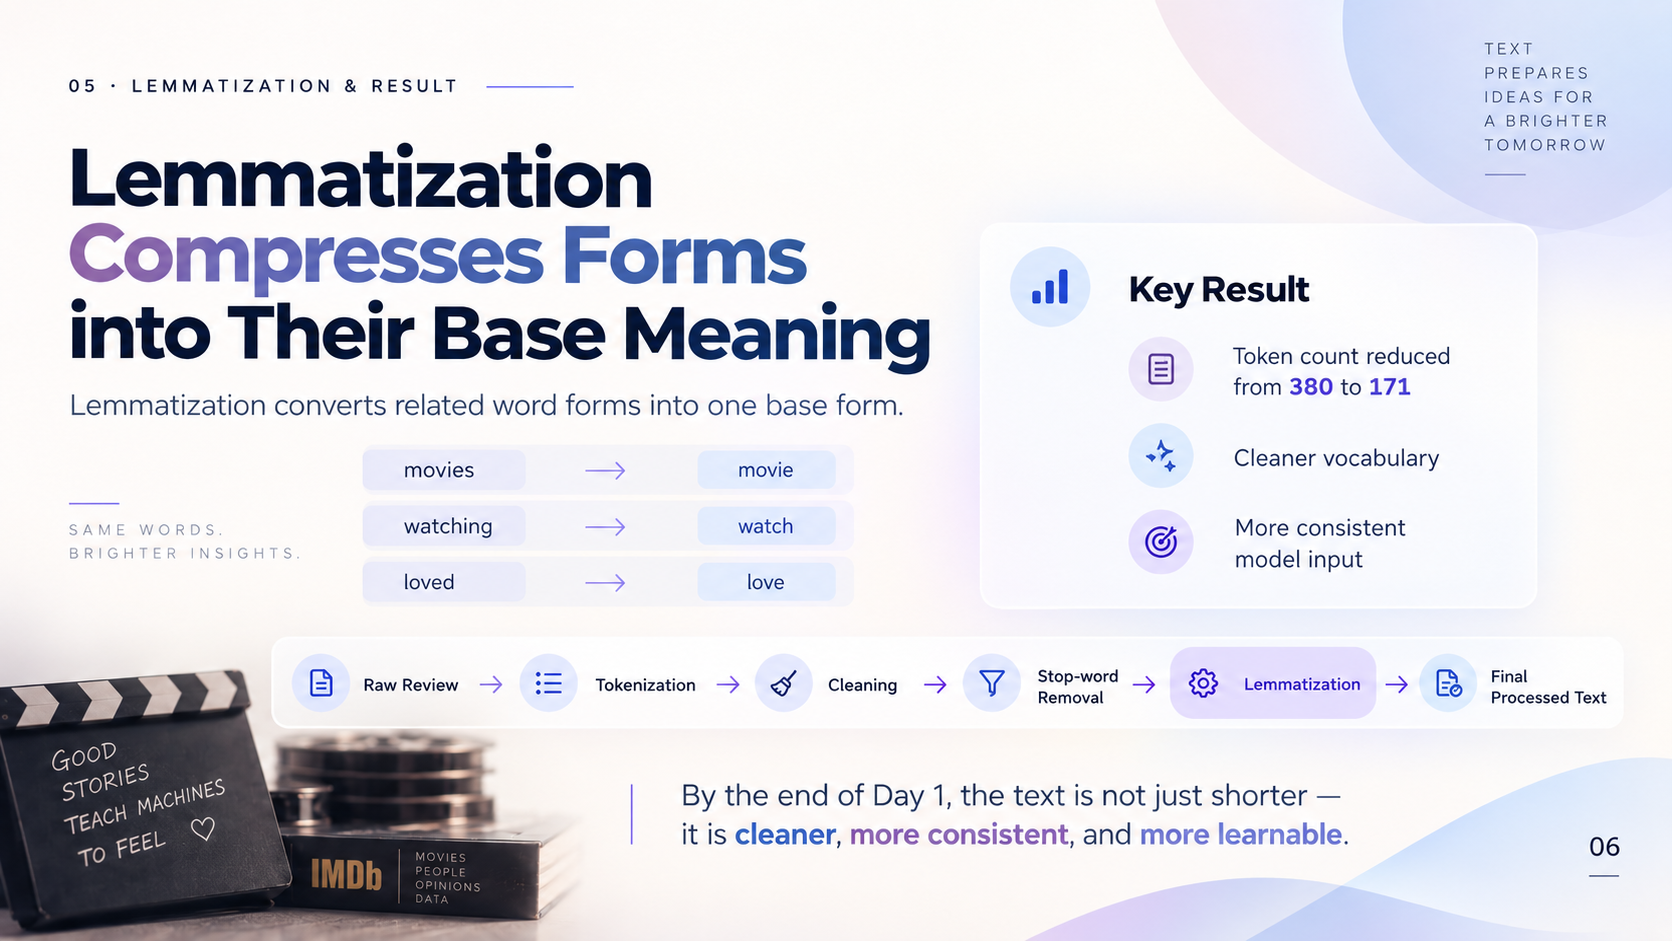 05 · LEMMATIZATION & RESULT
TEXT
PREPARES
IDEAS FOR
A BRIGHTER
TOMORROW
Lemmatization
Compresses Forms
into Their Base Meaning
Lemmatization converts related word forms into one base form.
movies → movie
watching → watch
loved → love
SAME WORDS.
BRIGHTER INSIGHTS.
Key Result
Token count reduced
from 380 to 171
Cleaner vocabulary
More consistent
model input
Raw Review → Tokenization → Cleaning → Stop-word
Removal → Lemmatization → Final
Processed Text
GOOD
STORIES
TEACH MACHINES
TO FEEL ♡
IMDb
MOVIES
PEOPLE
OPINIONS
DATA
By the end of Day 1, the text is not just shorter —
it is cleaner, more consistent, and more learnable.
06